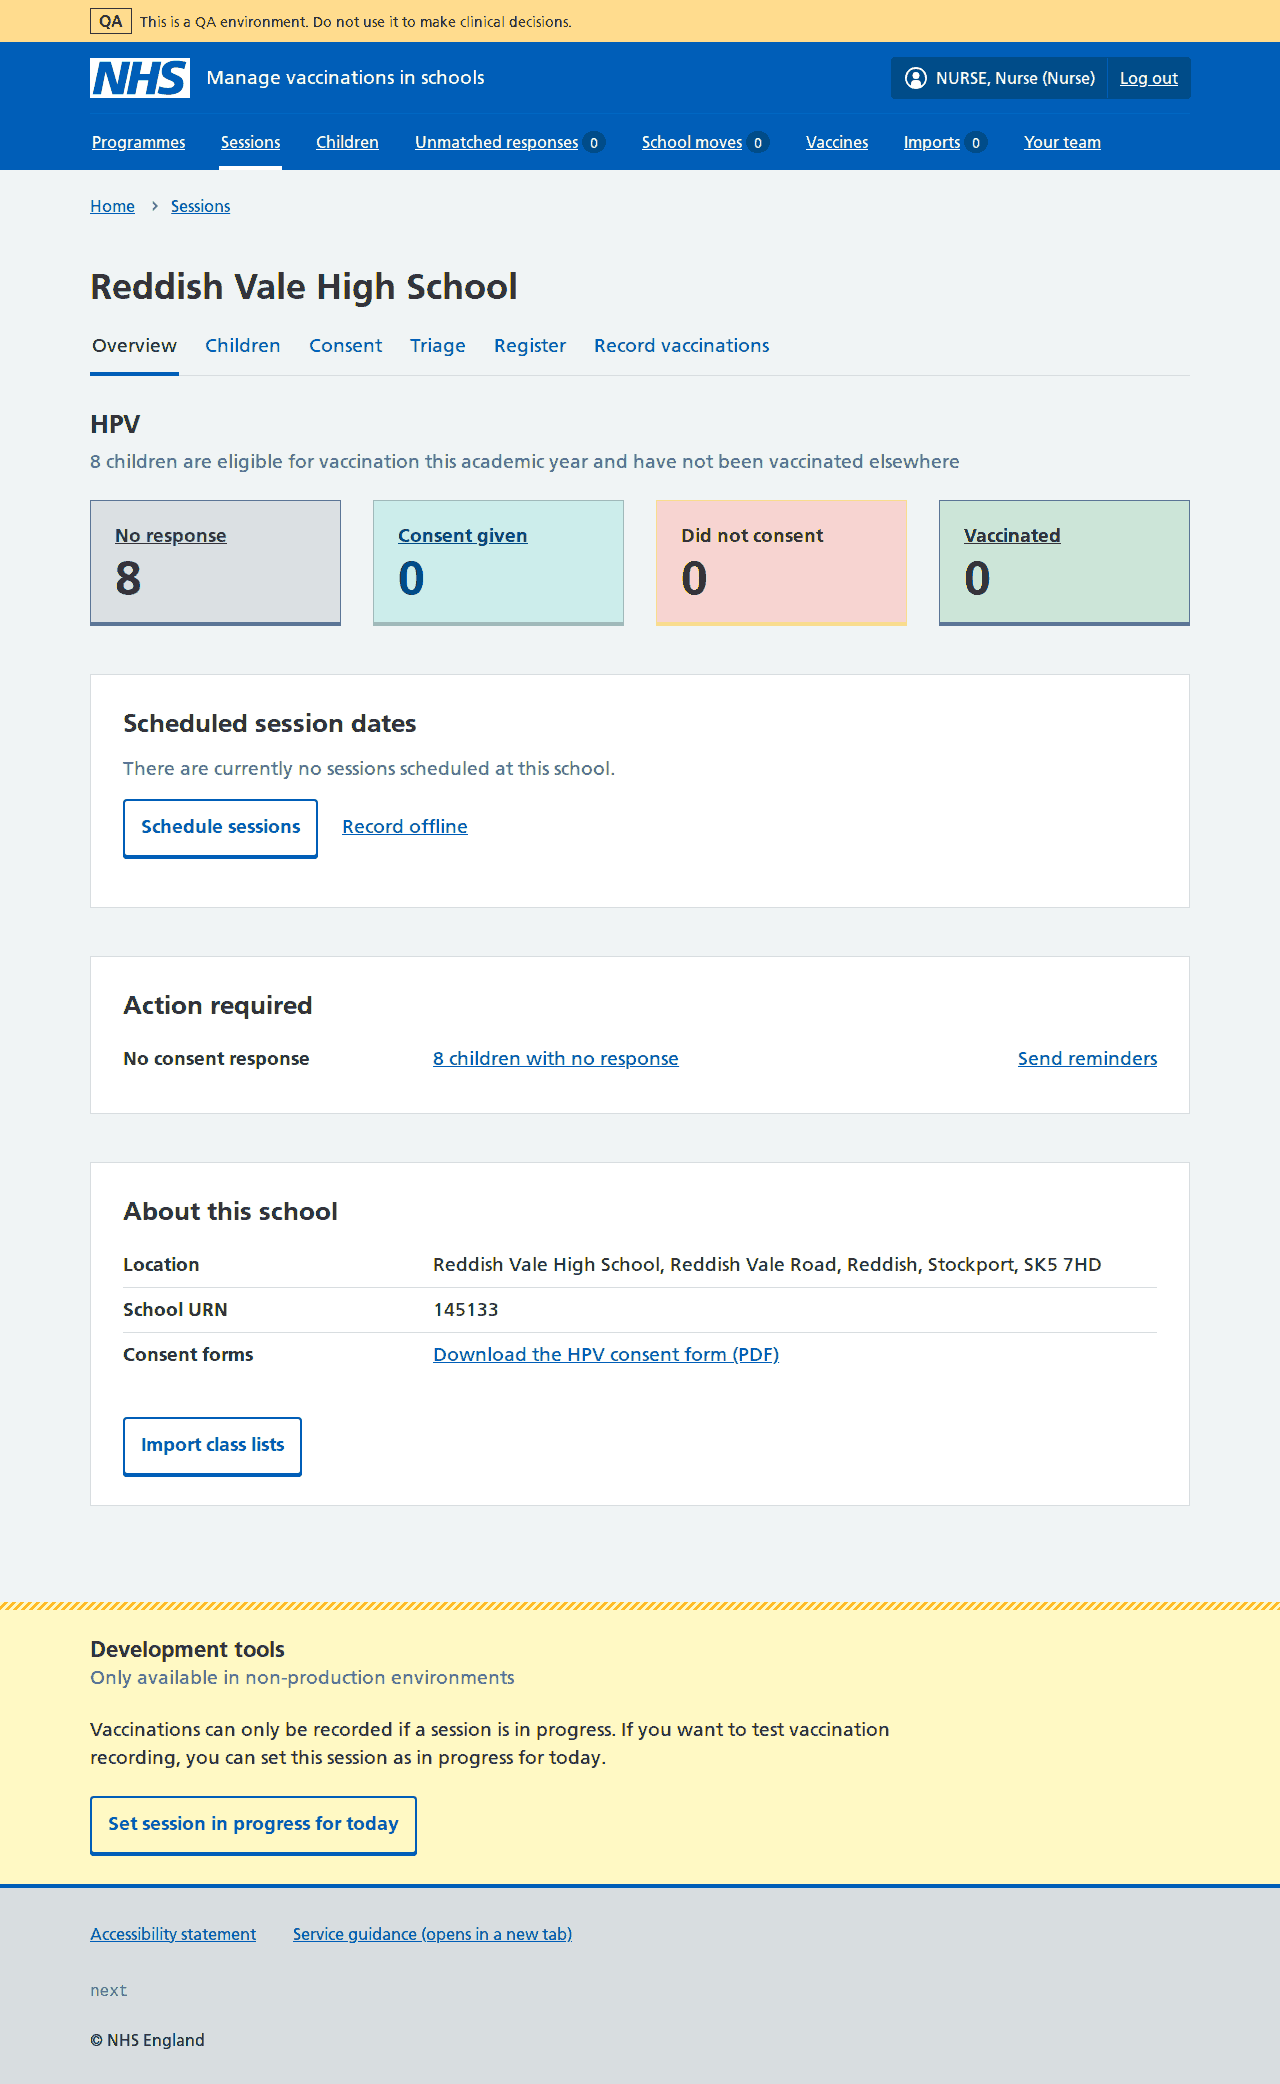 QA This is a QA environment. Do not use it to make clinical decisions.
NHS Manage vaccinations in schools NURSE, Nurse (Nurse) Log out
Programmes Sessions Children Unmatched responses 0 School moves 0 Vaccines Imports 0 Your team
Home Sessions
Reddish Vale High School
Overview Children Consent Triage Register Record vaccinations
HPV
8 children are eligible for vaccination this academic year and have not been vaccinated elsewhere
No response Consent given Did not consent Vaccinated
8 0 0 0
Scheduled session dates
There are currently no sessions scheduled at this school.
Schedule sessions Record offline
Action required
No consent response 8 children with no response Send reminders
About this school
Location Reddish Vale High School, Reddish Vale Road, Reddish, Stockport, SK5 7HD
School URN 145133
Consent forms Download the HPV consent form (PDF)
Import class lists
Development tools
Only available in non-production environments
Vaccinations can only be recorded if a session is in progress. If you want to test vaccination
recording, you can set this session as in progress for today.
Set session in progress for today
Accessibility statement Service guidance (opens in a new tab)
next
© NHS England